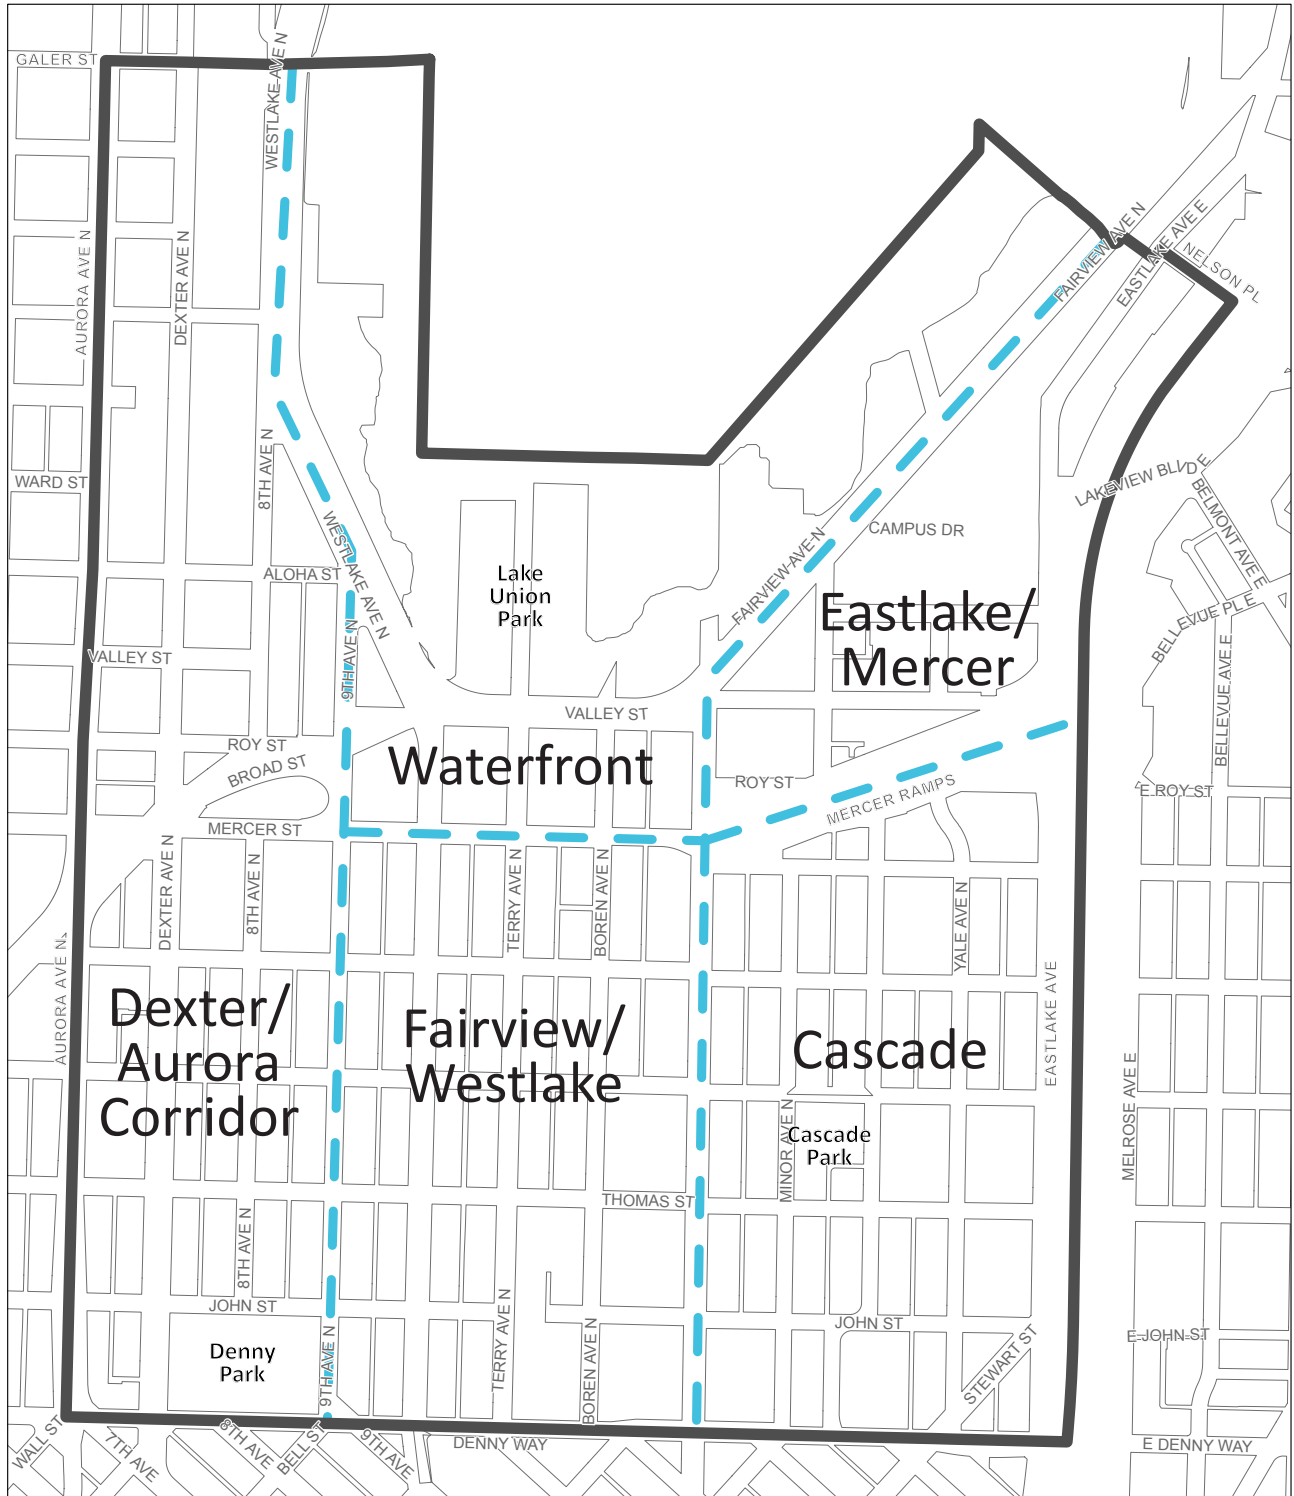 GALER ST
WESTLAKE AVE N
FAIRVIEW AVE N
EASTLAKE AVE E
NELSON PL
AURORA AVE N
DEXTER AVE N
8TH AVE N
WARD ST
LAKEVIEW BLVD E
BELMONT AVE E
CAMPUS DR
WESTLAKE AVE N
FAIRVIEW AVE N
ALOHA ST
Lake
Union
Park
Eastlake/
Mercer
BELLEVUE PL E
VALLEY ST
9TH AVE N
VALLEY ST
BELLEVUE AVE E
ROY ST
BROAD ST
Waterfront
ROY ST
MERCER RAMPS
E ROY ST
MERCER ST
DEXTER AVE N
8TH AVE N
TERRY AVE N
BOREN AVE N
YALE AVE N
AURORA AVE N
Dexter/
Aurora
Corridor
Fairview/
Westlake
Cascade
EASTLAKE AVE
MELROSE AVE E
MINOR AVE N
Cascade
Park
THOMAS ST
8TH AVE N
JOHN ST
TERRY AVE N
BOREN AVE N
JOHN ST
E JOHN ST
Denny
Park
9TH AVE N
STEWART ST
WALL ST
7TH AVE
8TH AVE
BELL ST
9TH AVE
DENNY WAY
E DENNY WAY